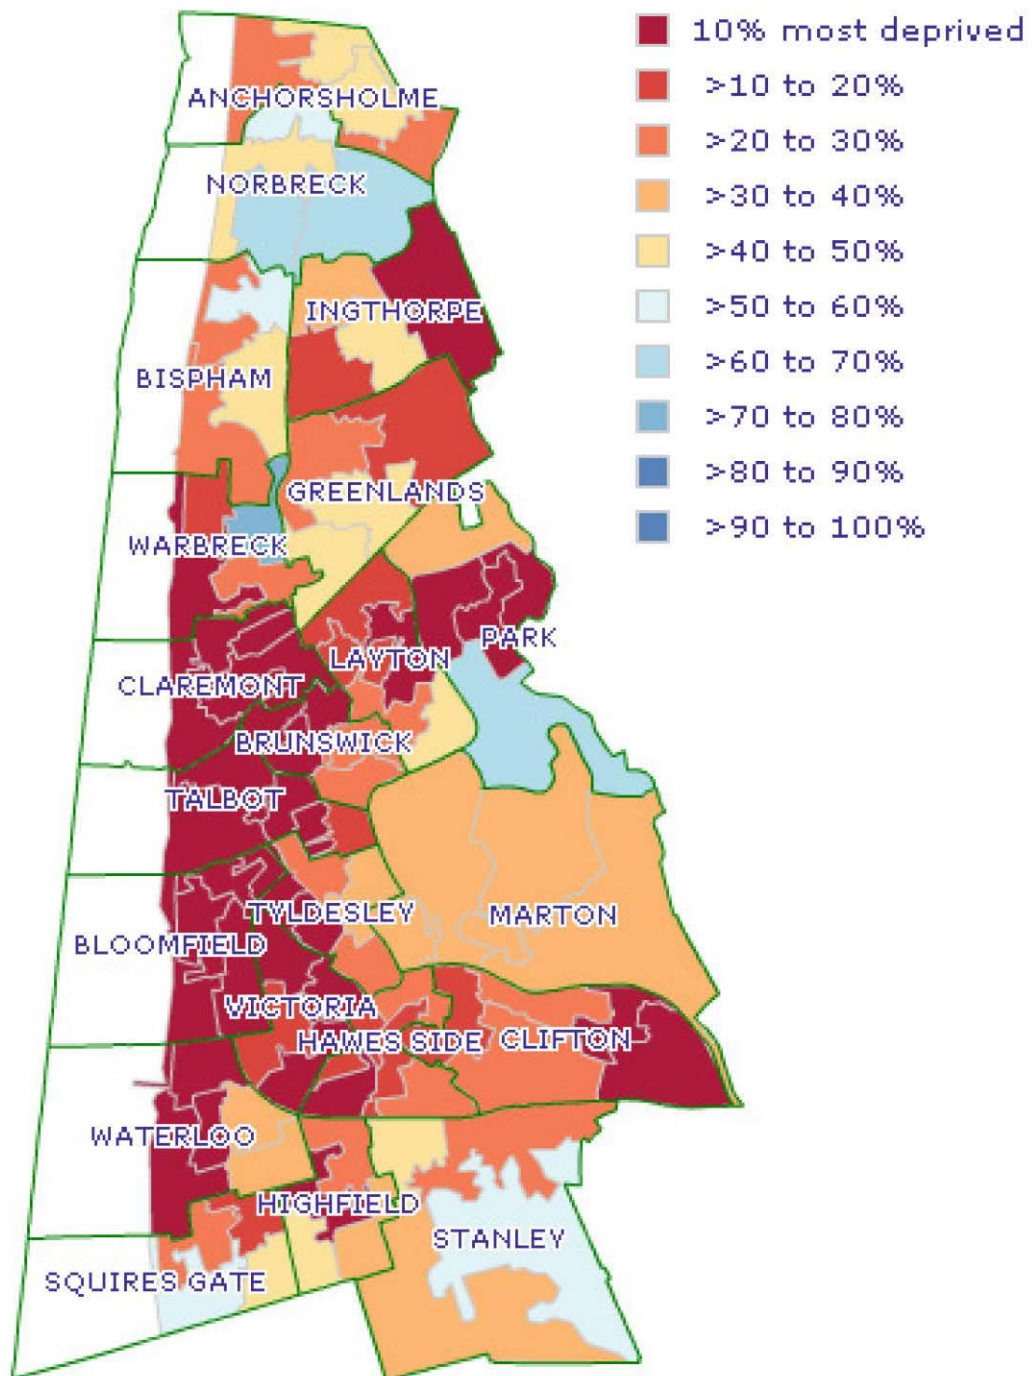 10% most deprived
>10 to 20%
>20 to 30%
>30 to 40%
>40 to 50%
>50 to 60%
>60 to 70%
>70 to 80%
>80 to 90%
>90 to 100%
ANCHORSHOLME
NORBRECK
INGTHORPE
BISPHAM
GREENLANDS
WARBRECK
PARK
LAYTON
CLAREMONT
BRUNSWICK
TALBOT
TYLDESLEY
MARTON
BLOOMFIELD
VICTORIA
HAWES SIDE
CLIFTON
WATERLOO
HIGHFIELD
STANLEY
SQUIRES GATE